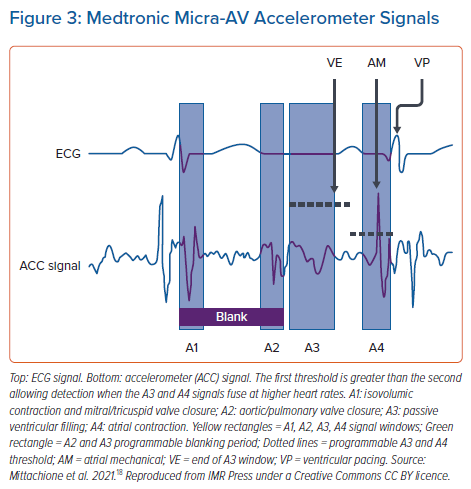 Figure 3: Medtronic Micra-AV Accelerometer Signals
VE AM VP
ECG
ACC signal
Blank
A1 A2 A3 A4
Top: ECG signal. Bottom: accelerometer (ACC) signal. The first threshold is greater than the second
allowing detection when the A3 and A4 signals fuse at higher heart rates. A1: isovolumic
contraction and mitral/tricuspid valve closure; A2: aortic/pulmonary valve closure; A3: passive
ventricular filling; A4: atrial contraction. Yellow rectangles = A1, A2, A3, A4 signal windows; Green
rectangle = A2 and A3 programmable blanking period; Dotted lines = programmable A3 and A4
threshold; AM = atrial mechanical; VE = end of A3 window; VP = ventricular pacing. Source:
Mittachione et al. 2021.18 Reproduced from IMR Press under a Creative Commons CC BY licence.